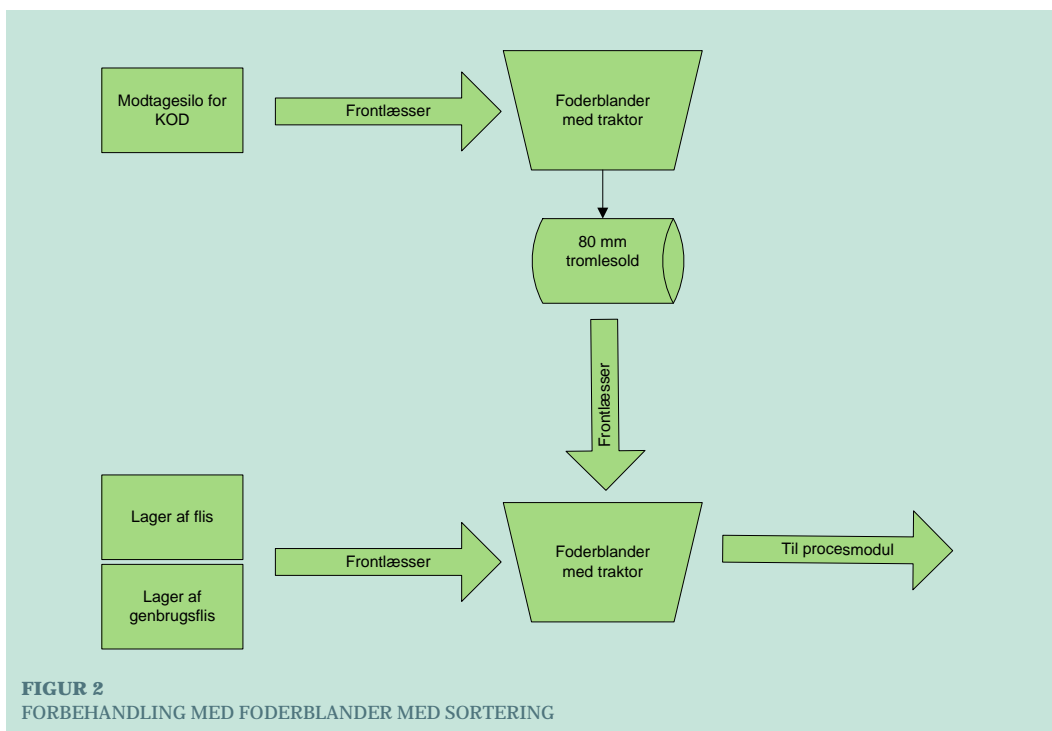 Modtagesilo for
KOD
Frontlæsser
Foderblander
med traktor
80 mm
tromlesold
Frontlæsser
Lager af flis
Lager af
genbrugsflis
Frontlæsser
Foderblander
med traktor
Til procesmodul
FIGUR 2
FORBEHANDLING MED FODERBLANDER MED SORTERING